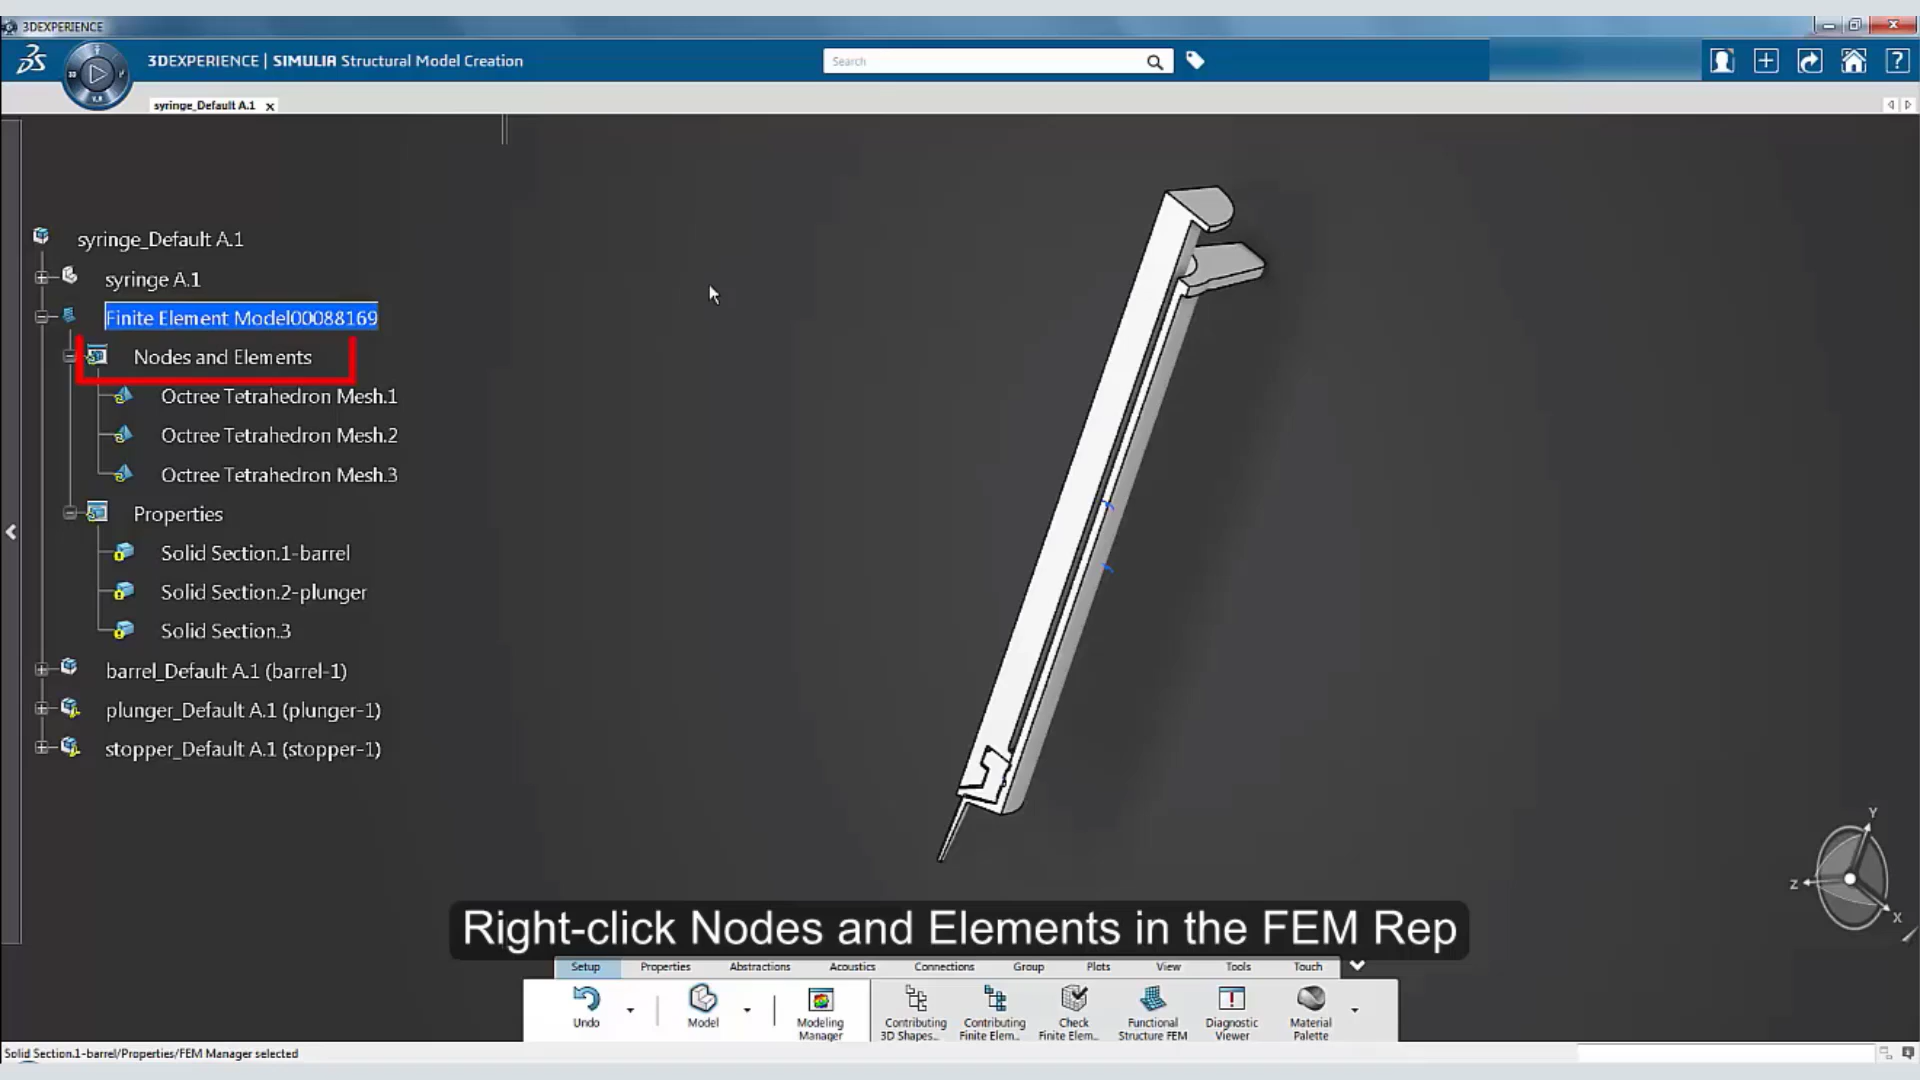 3DEXPERIENCE
3DEXPERIENCE | SIMULIA Structural Model Creation
Search
syringe_Default A.1
syringe_Default A.1
syringe A.1
Finite Element Model00088169
Nodes and Elements
Octree Tetrahedron Mesh.1
Octree Tetrahedron Mesh.2
Octree Tetrahedron Mesh.3
Properties
Solid Section.1-barrel
Solid Section.2-plunger
Solid Section.3
barrel_Default A.1 (barrel-1)
plunger_Default A.1 (plunger-1)
stopper_Default A.1 (stopper-1)
Y
Z
X
Right-click Nodes and Elements in the FEM Rep
Setup Properties Abstractions Acoustics Connections Group Plots View Tools Touch
Undo
Model
Modeling
Manager
Contributing
3D Shapes...
Contributing
Finite Elem...
Check
Finite Elem...
Functional
Structure FEM
Diagnostic
Viewer
Material
Palette
Solid Section.1-barrel/Properties/FEM Manager selected